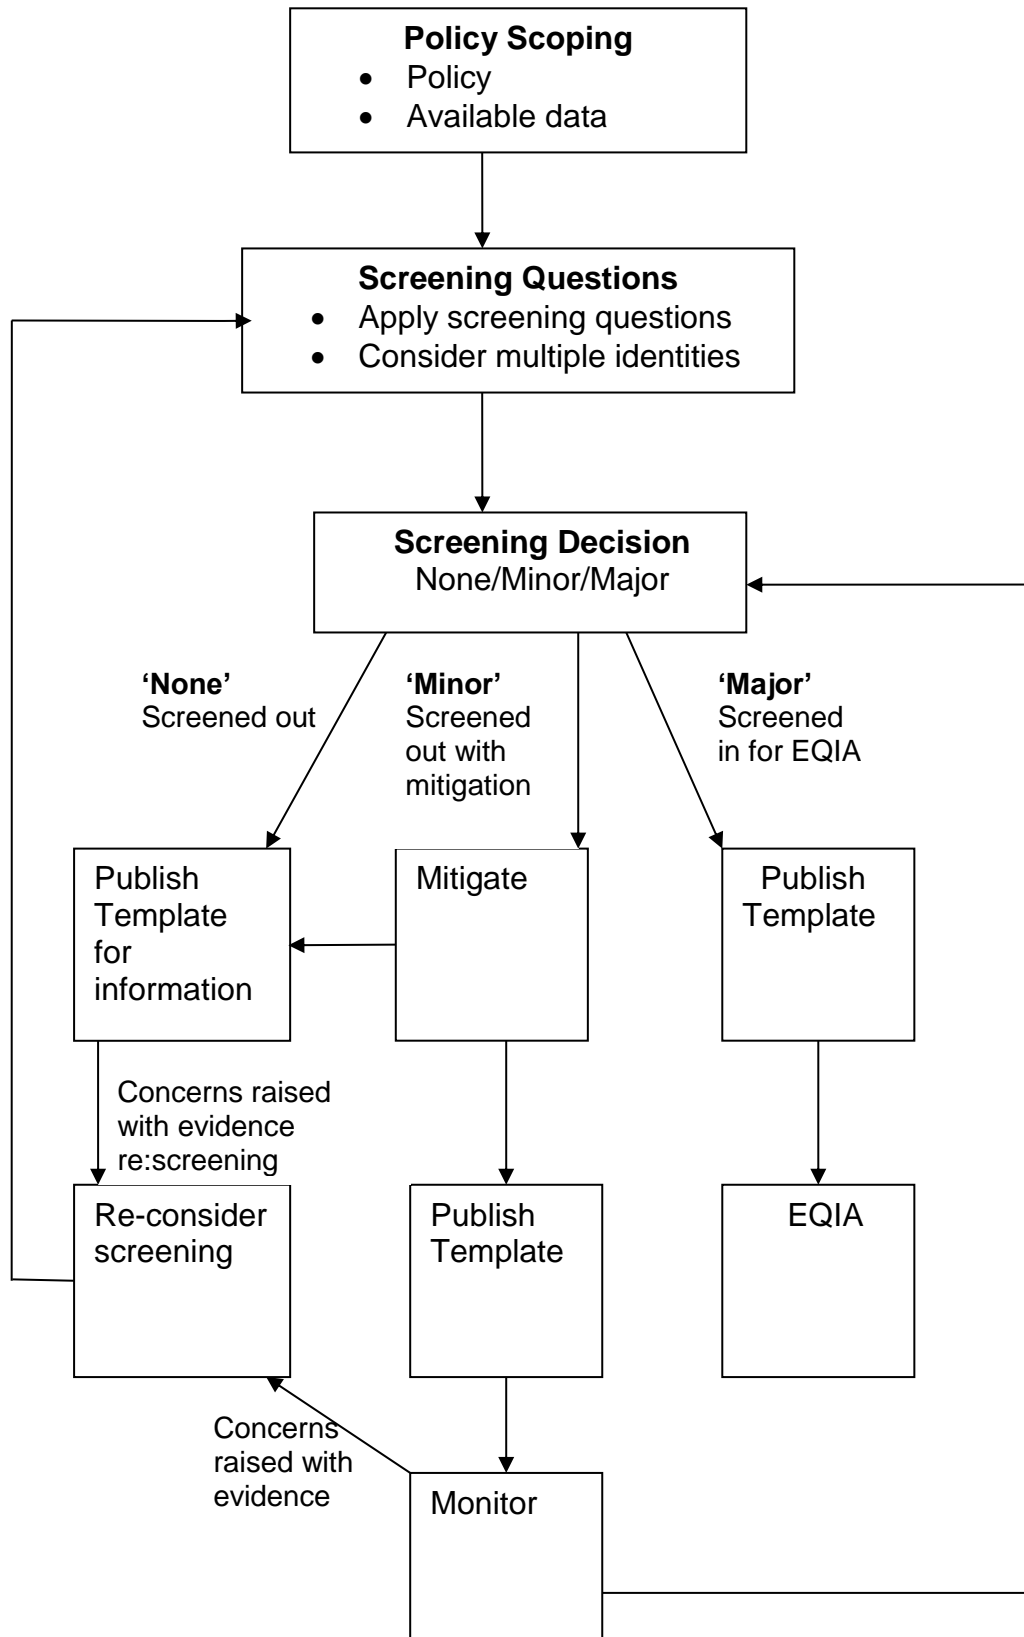 Policy Scoping
• Policy
• Available data
Screening Questions
• Apply screening questions
• Consider multiple identities
Screening Decision
None/Minor/Major
‘None’
Screened out
‘Minor’
Screened
out with
mitigation
‘Major’
Screened
in for EQIA
Publish
Template
for
information
Mitigate
Publish
Template
Concerns raised
with evidence
re:screening
Re-consider
screening
Publish
Template
EQIA
Concerns
raised with
evidence
Monitor